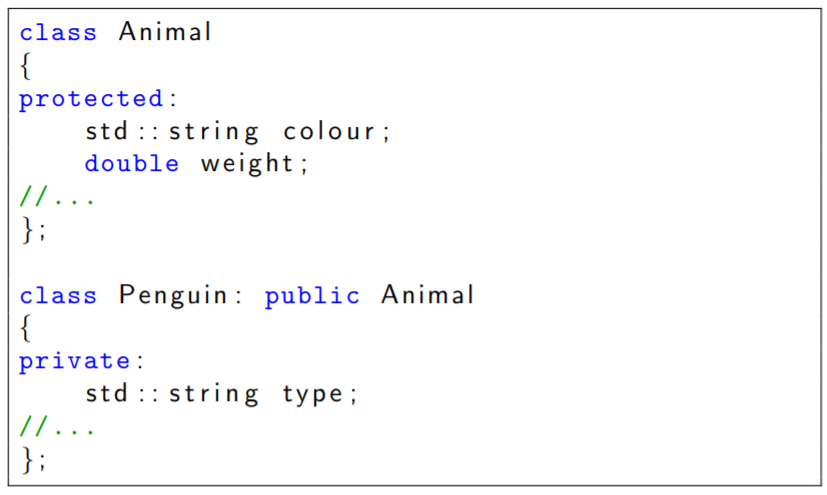 class Animal
{
protected:
    std::string colour;
    double weight;
//...
};

class Penguin: public Animal
{
private:
    std::string type;
//...
};